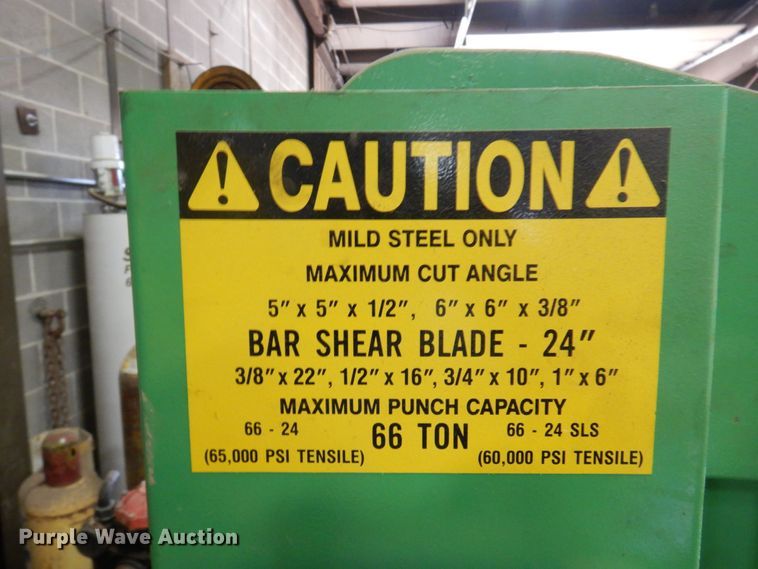 CAUTION
MILD STEEL ONLY
MAXIMUM CUT ANGLE
5" x 5" x 1/2", 6" x 6" x 3/8"
BAR SHEAR BLADE - 24"
3/8" x 22", 1/2" x 16", 3/4" x 10", 1" x 6"
MAXIMUM PUNCH CAPACITY
66 - 24 66 TON 66 - 24 SLS
(65,000 PSI TENSILE) (60,000 PSI TENSILE)
Purple Wave Auction